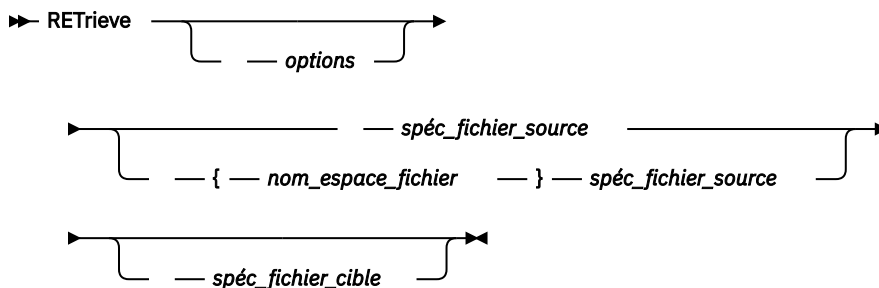 RETrieve
options
spéc_fichier_source
{ nom_espace_fichier } spéc_fichier_source
spéc_fichier_cible